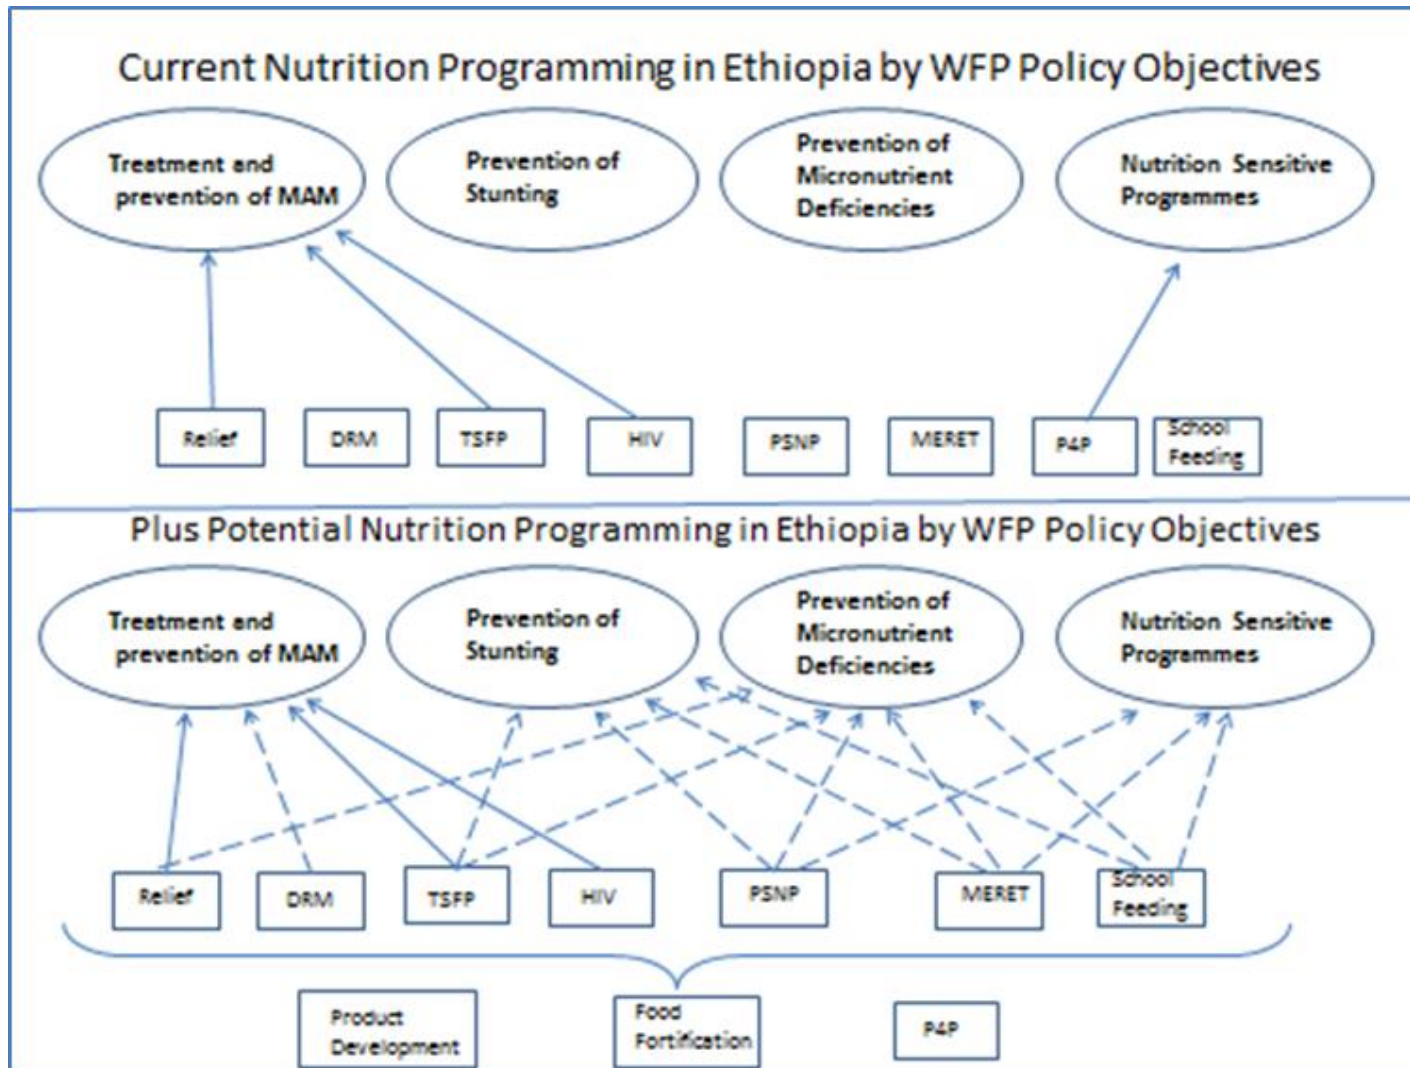 Current Nutrition Programming in Ethiopia by WFP Policy Objectives
Treatment and
prevention of MAM
Prevention of
Stunting
Prevention of
Micronutrient
Deficiencies
Nutrition Sensitive
Programmes
Relief
DRM
TSFP
HIV
PSNP
MERET
P4P
School
Feeding
Plus Potential Nutrition Programming in Ethiopia by WFP Policy Objectives
Treatment and
prevention of MAM
Prevention of
Stunting
Prevention of
Micronutrient
Deficiencies
Nutrition Sensitive
Programmes
Relief
DRM
TSFP
HIV
PSNP
MERET
School
Feeding
Product
Development
Food
Fortification
P4P